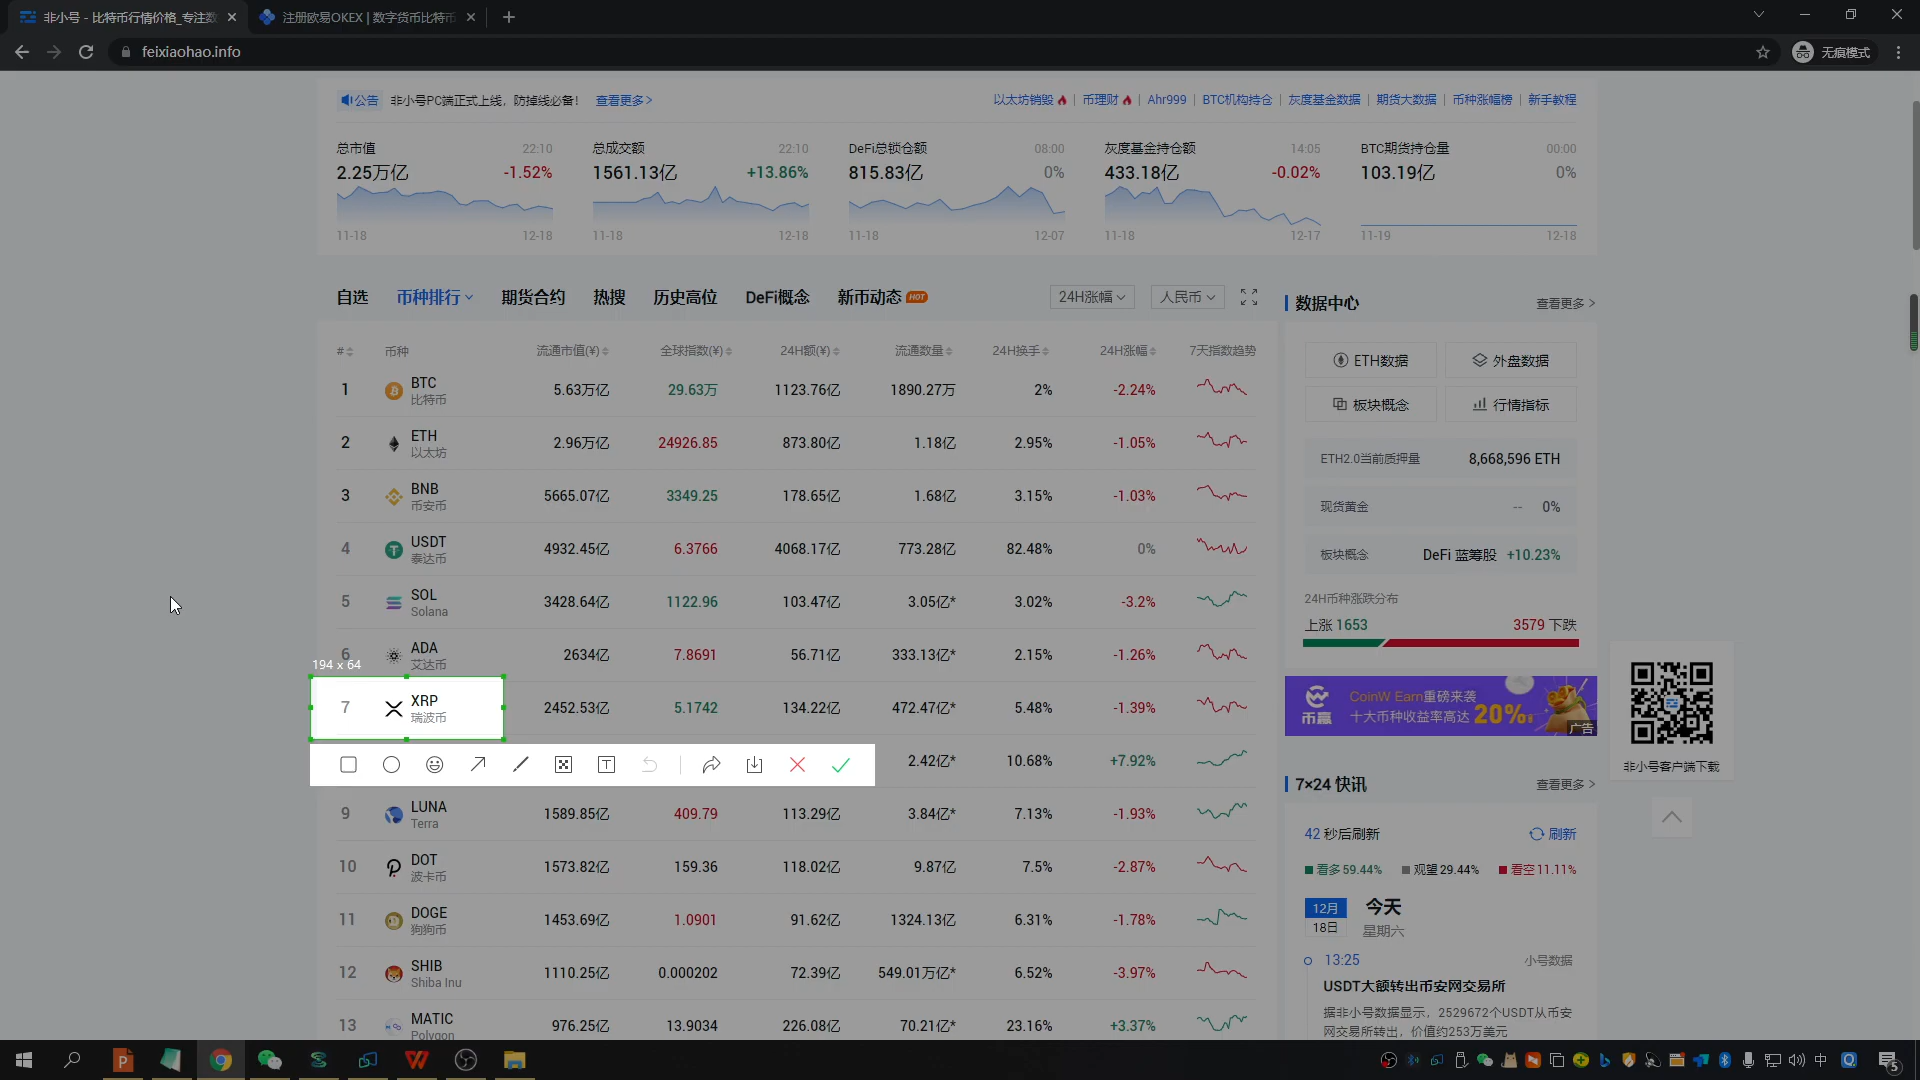 非小号 - 比特币行情价格_专注数
注册欧易OKEX | 数字货币比特币
feixiaohao.info
无痕模式
公告 非小号PC端正式上线，防掉线必备！ 查看更多>
以太坊销毁 | 币理财 | Ahr999 | BTC机构持仓 | 灰度基金数据 | 期货大数据 | 币种涨幅榜 | 新手教程
总市值 22:10
2.25万亿 -1.52%
11-18 12-18
总成交额 22:10
1561.13亿 +13.86%
11-18 12-18
DeFi总锁仓额 08:00
815.83亿 0%
11-18 12-07
灰度基金持仓额 14:05
433.18亿 -0.02%
11-18 12-17
BTC期货持仓量 00:00
103.19亿 0%
11-19 12-18
自选 币种排行 期货合约 热搜 历史高位 DeFi概念 新币动态 HOT 24H涨幅 人民币
# 币种 流通市值(¥) 全球指数(¥) 24H额(¥) 流通数量 24H换手 24H涨幅 7天指数趋势
1 BTC 比特币 5.63万亿 29.63万 1123.76亿 1890.27万 2% -2.24%
2 ETH 以太坊 2.96万亿 24926.85 873.80亿 1.18亿 2.95% -1.05%
3 BNB 币安币 5665.07亿 3349.25 178.65亿 1.68亿 3.15% -1.03%
4 USDT 泰达币 4932.45亿 6.3766 4068.17亿 773.28亿 82.48% 0%
5 SOL Solana 3428.64亿 1122.96 103.47亿 3.05亿* 3.02% -3.2%
6 ADA 艾达币 2634亿 7.8691 56.71亿 333.13亿* 2.15% -1.26%
194 x 64
7 XRP 瑞波币 2452.53亿 5.1742 134.22亿 472.47亿* 5.48% -1.39%
2.42亿* 10.68% +7.92%
9 LUNA Terra 1589.85亿 409.79 113.29亿 3.84亿* 7.13% -1.93%
10 DOT 波卡币 1573.82亿 159.36 118.02亿 9.87亿 7.5% -2.87%
11 DOGE 狗狗币 1453.69亿 1.0901 91.62亿 1324.13亿 6.31% -1.78%
12 SHIB Shiba Inu 1110.25亿 0.000202 72.39亿 549.01万亿* 6.52% -3.97%
13 MATIC Polygon 976.25亿 13.9034 226.08亿 70.21亿* 23.16% +3.37%
数据中心 查看更多 >
ETH数据 外盘数据
板块概念 行情指标
ETH2.0当前质押量 8,668,596 ETH
现货黄金 -- 0%
板块概念 DeFi 蓝筹股 +10.23%
24H币种涨跌分布
上涨 1653 3579 下跌
币赢
CoinW Earn重磅来袭
十大币种收益率高达 20%
广告
非小号客户端下载
7×24 快讯 查看更多 >
42 秒后刷新 刷新
看多 59.44% 观望 29.44% 看空 11.11%
12月
18日
今天
星期六
13:25 小号数据
USDT大额转出币安网交易所
据非小号数据显示，2529672个USDT从币安
网交易所转出，价值约253万美元
中
5